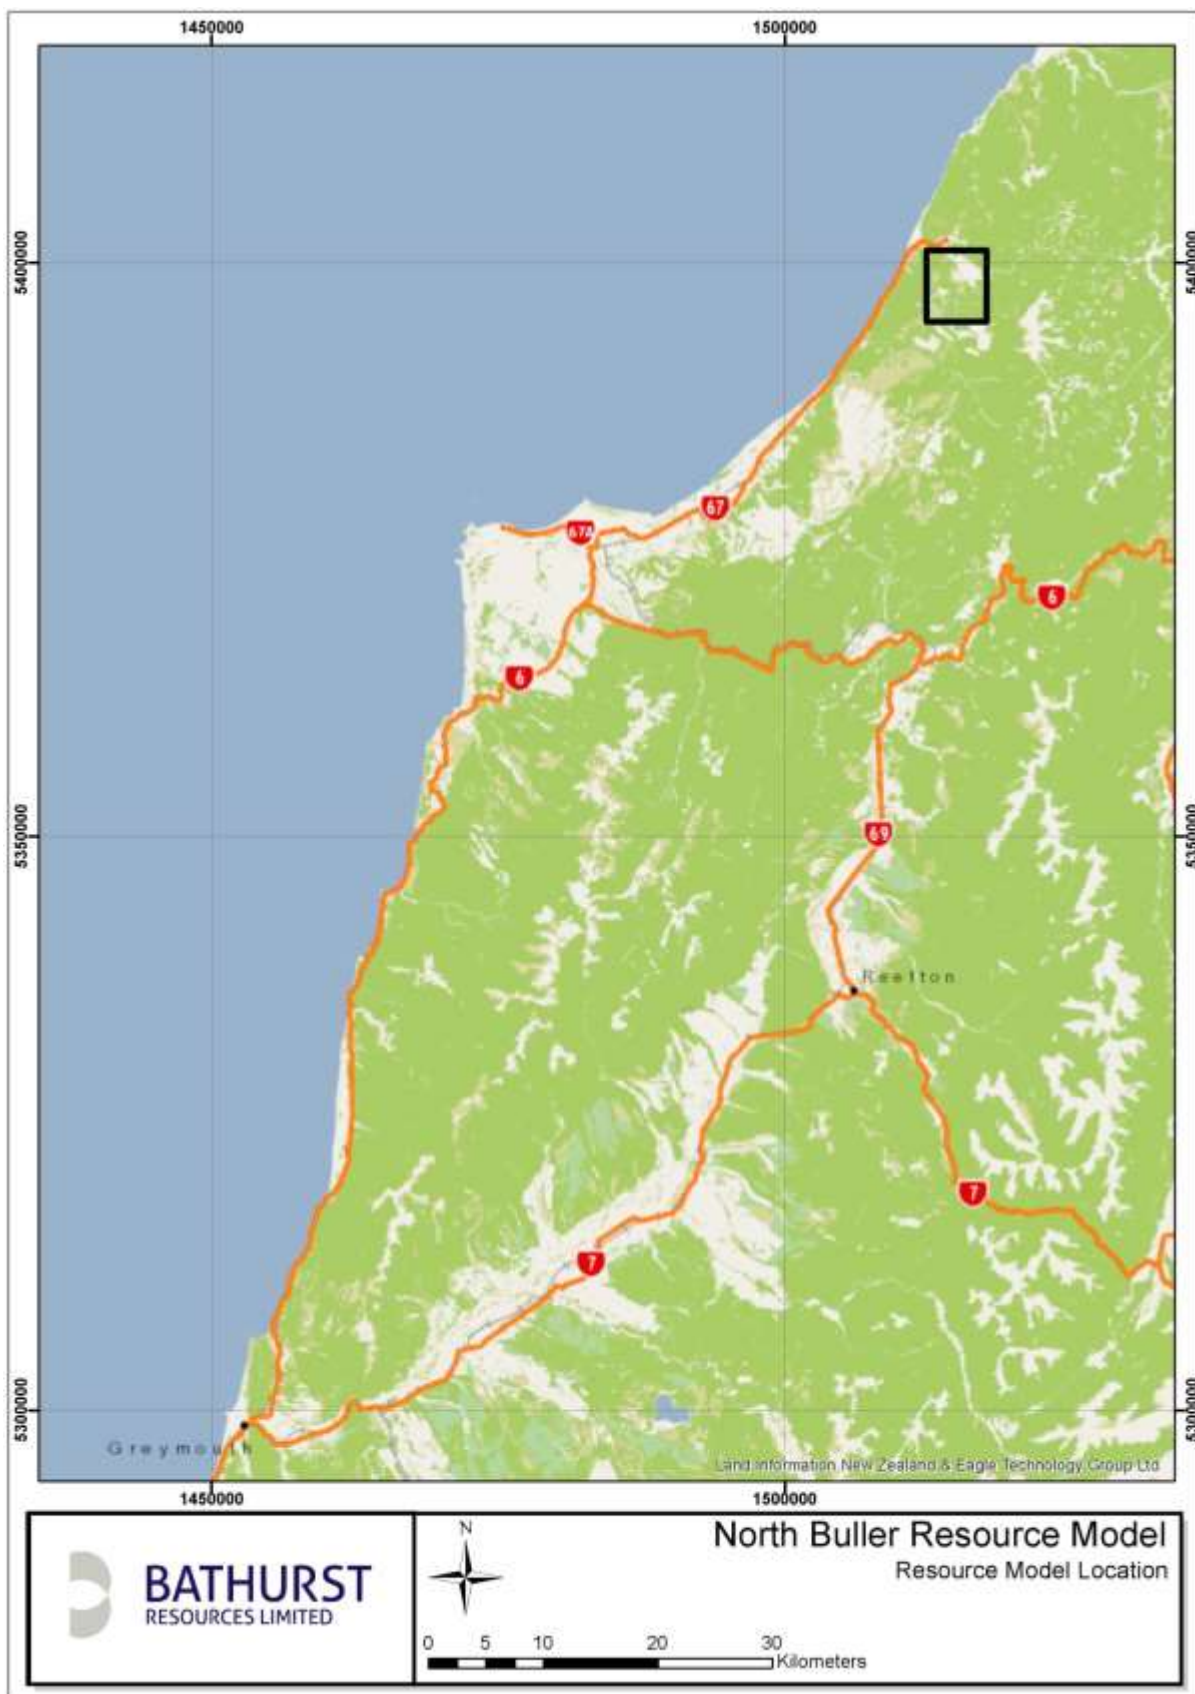 1450000
1500000
5400000
5400000
67
67A
6
6
5350000
5350000
69
Reefton
7
7
5300000
5300000
Greymouth
Land Information New Zealand & Eagle Technology Group Ltd
1450000
1500000
BATHURST
RESOURCES LIMITED
N
North Buller Resource Model
Resource Model Location
0 5 10 20 30
Kilometers